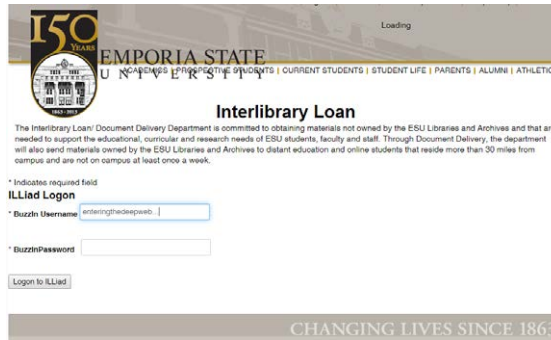 Loading
150
YEARS
EMPORIA STATE
UNIVERSITY
1863-2013
ACADEMICS | PROSPECTIVE STUDENTS | CURRENT STUDENTS | STUDENT LIFE | PARENTS | ALUMNI | ATHLETIC
Interlibrary Loan
The Interlibrary Loan/ Document Delivery Department is committed to obtaining materials not owned by the ESU Libraries and Archives and that ar
needed to support the educational, curricular and research needs of ESU students, faculty and staff. Through Document Delivery, the department
will also send materials owned by the ESU Libraries and Archives to distant education and online students that reside more than 30 miles from
campus and are not on campus at least once a week.
* Indicates required field
ILLiad Logon
* BuzzIn Username enteringthedeepweb...
* BuzzInPassword
Logon to ILLiad
CHANGING LIVES SINCE 1863